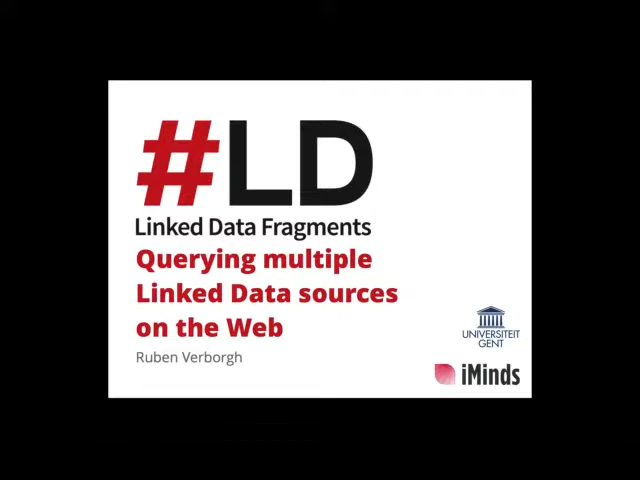 #LD
Linked Data Fragments
Querying multiple
Linked Data sources
on the Web
Ruben Verborgh
UNIVERSITEIT
GENT
iMinds